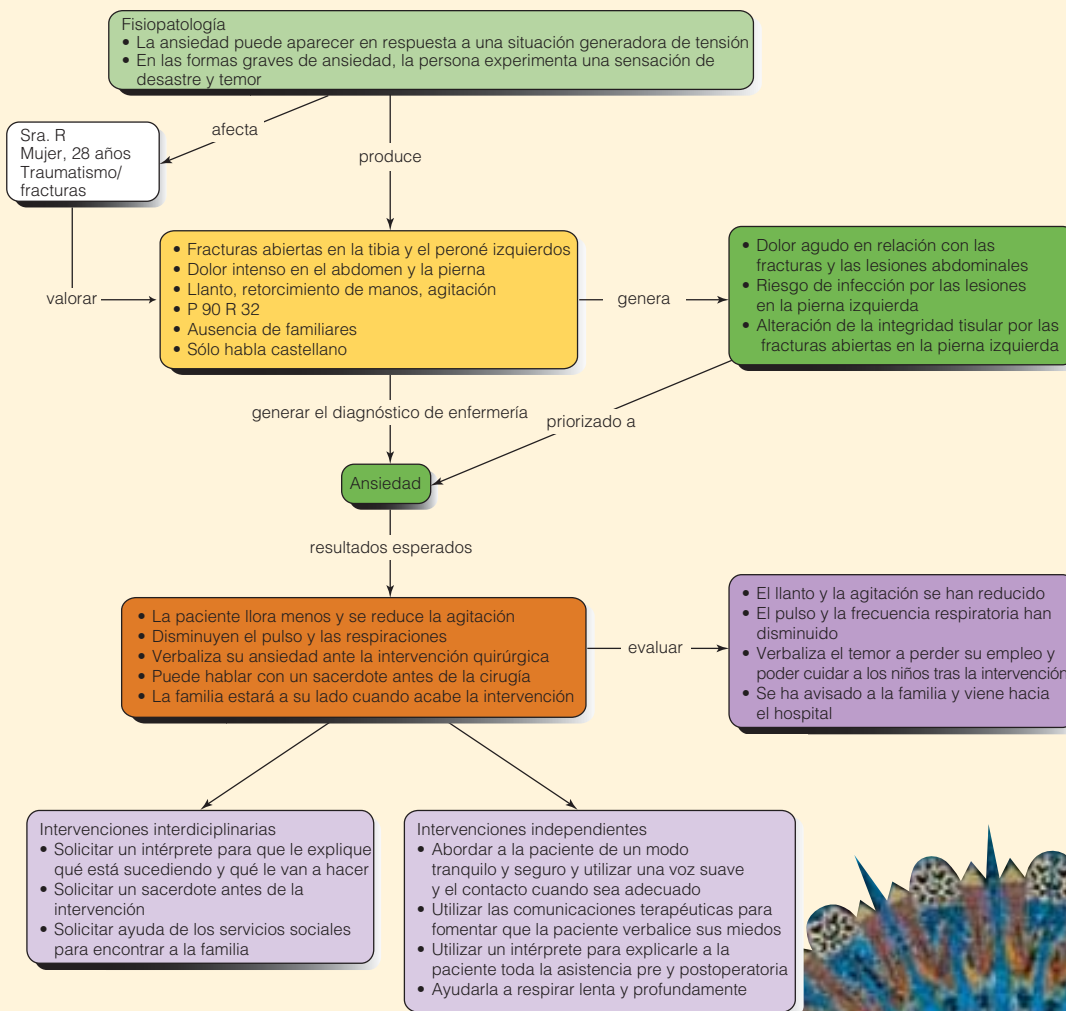 Fisiopatología
• La ansiedad puede aparecer en respuesta a una situación generadora de tensión
• En las formas graves de ansiedad, la persona experimenta una sensación de
desastre y temor
afecta
produce
Sra. R
Mujer, 28 años
Traumatismo/
fracturas
valorar
• Fracturas abiertas en la tibia y el peroné izquierdos
• Dolor intenso en el abdomen y la pierna
• Llanto, retorcimiento de manos, agitación
• P 90 R 32
• Ausencia de familiares
• Sólo habla castellano
genera
• Dolor agudo en relación con las
fracturas y las lesiones abdominales
• Riesgo de infección por las lesiones
en la pierna izquierda
• Alteración de la integridad tisular por las
fracturas abiertas en la pierna izquierda
generar el diagnóstico de enfermería
priorizado a
Ansiedad
resultados esperados
• La paciente llora menos y se reduce la agitación
• Disminuyen el pulso y las respiraciones
• Verbaliza su ansiedad ante la intervención quirúrgica
• Puede hablar con un sacerdote antes de la cirugía
• La familia estará a su lado cuando acabe la intervención
evaluar
• El llanto y la agitación se han reducido
• El pulso y la frecuencia respiratoria han
disminuido
• Verbaliza el temor a perder su empleo y
poder cuidar a los niños tras la intervención
• Se ha avisado a la familia y viene hacia
el hospital
Intervenciones interdiciplinarias
• Solicitar un intérprete para que le explique
qué está sucediendo y qué le van a hacer
• Solicitar un sacerdote antes de la
intervención
• Solicitar ayuda de los servicios sociales
para encontrar a la familia
Intervenciones independientes
• Abordar a la paciente de un modo
tranquilo y seguro y utilizar una voz suave
y el contacto cuando sea adecuado
• Utilizar las comunicaciones terapéuticas para
fomentar que la paciente verbalice sus miedos
• Utilizar un intérprete para explicarle a la
paciente toda la asistencia pre y postoperatoria
• Ayudarla a respirar lenta y profundamente